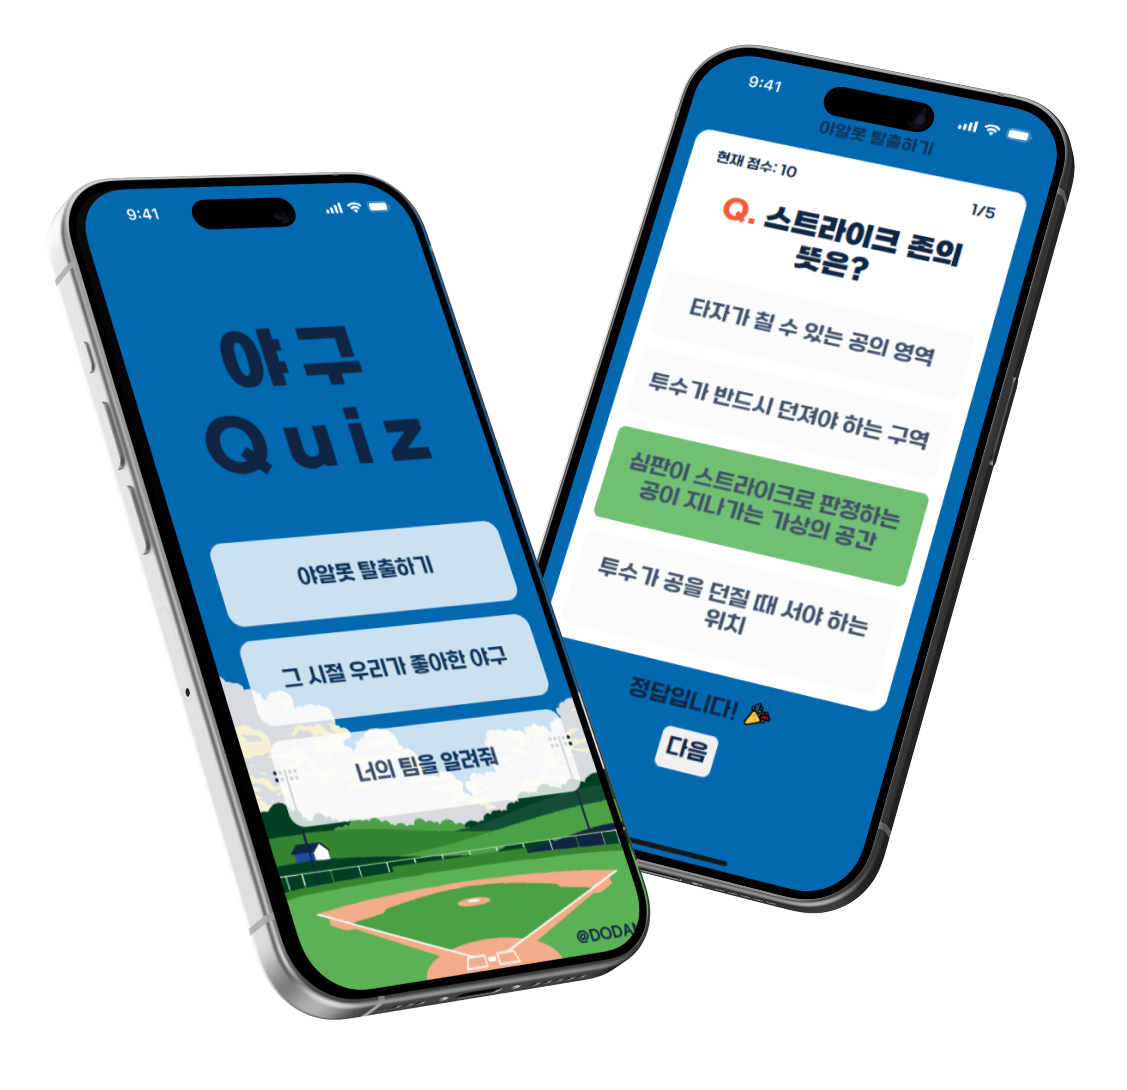 9:41
야구
Quiz
야알못 탈출하기
그 시절 우리가 좋아한 야구
너의 팀을 알려줘
9:41
야알못 탈출하기
현재 점수: 10
1/5
Q. 스트라이크 존의
뜻은?
타자가 칠 수 있는 공의 영역
투수가 반드시 던져야 하는 구역
심판이 스트라이크로 판정하는
공이 지나가는 가상의 공간
투수가 공을 던질 때 서야 하는
위치
정답입니다!
다음